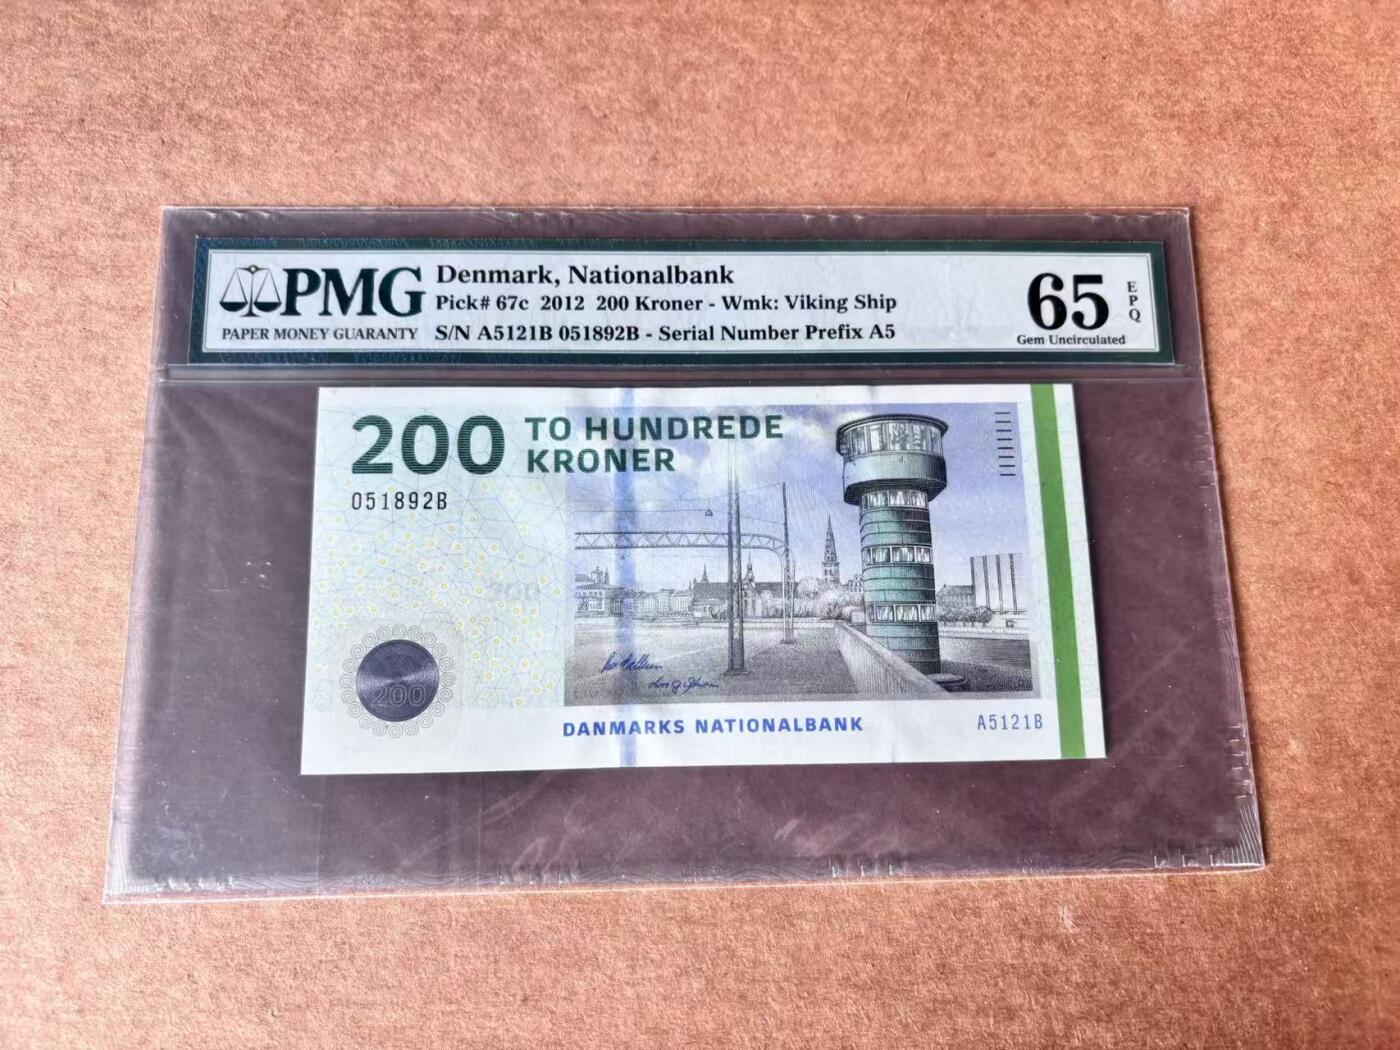 PMG
PAPER MONEY GUARANTY
Denmark, Nationalbank
Pick# 67c 2012 200 Kroner - Wmk: Viking Ship
S/N A5121B 051892B - Serial Number Prefix A5
65
EPQ
Gem Uncirculated
200 TO HUNDREDE
KRONER
051892B
200
200
DANMARKS NATIONALBANK
A5121B